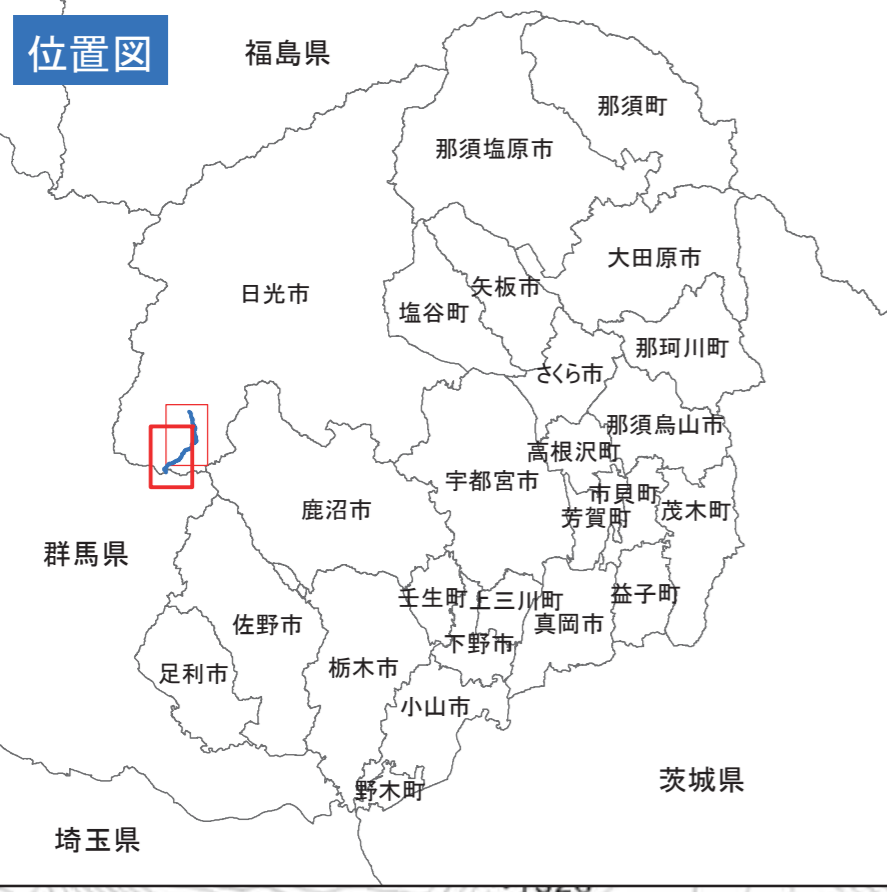 位置図
福島県
那須町
那須塩原市
大田原市
矢板市
日光市
塩谷町
那珂川町
さくら市
那須烏山市
高根沢町
宇都宮市
市貝町
茂木町
鹿沼市
芳賀町
群馬県
益子町
壬生町
上三川町
佐野市
真岡市
下野市
栃木市
足利市
小山市
茨城県
野木町
埼玉県